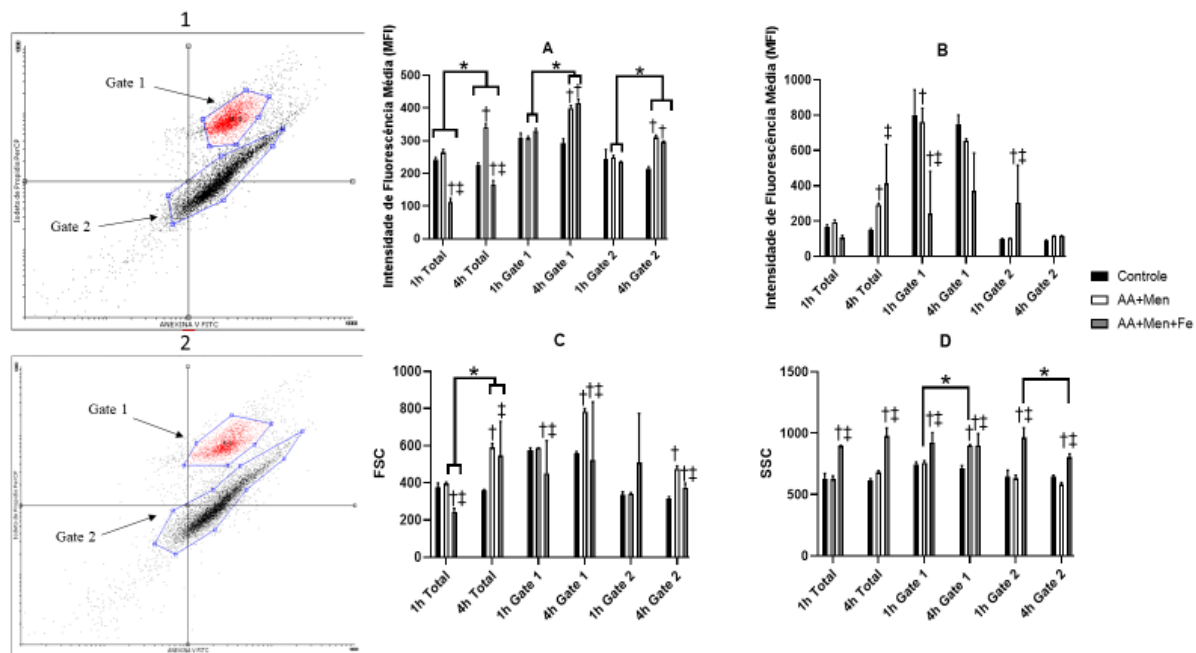 1
Gate 1
Gate 2
Iodeto de Propídio PerCP
ANEXINA V FITC
2
Gate 1
Gate 2
ANEXINA V FITC
A
Intensidade de Fluorescência Média (MFI)
500
400
300
200
100
0
*
*
*
†
†‡
†
†
†
†
1h Total
4h Total
1h Gate 1
4h Gate 1
1h Gate 2
4h Gate 2
B
Intensidade de Fluorescência Média (MFI)
1000
800
600
400
200
0
†
‡
†
†‡
†‡
1h Total
4h Total
1h Gate 1
4h Gate 1
1h Gate 2
4h Gate 2
Controle
AA+Men
AA+Men+Fe
C
FSC
1000
800
600
400
200
0
*
†‡
†
‡
†‡
†
†‡
†
†‡
1h Total
4h Total
1h Gate 1
4h Gate 1
1h Gate 2
4h Gate 2
D
SSC
1500
1000
500
0
*
*
†‡
†‡
†‡
†
†‡
†‡
†‡
1h Total
4h Total
1h Gate 1
4h Gate 1
1h Gate 2
4h Gate 2